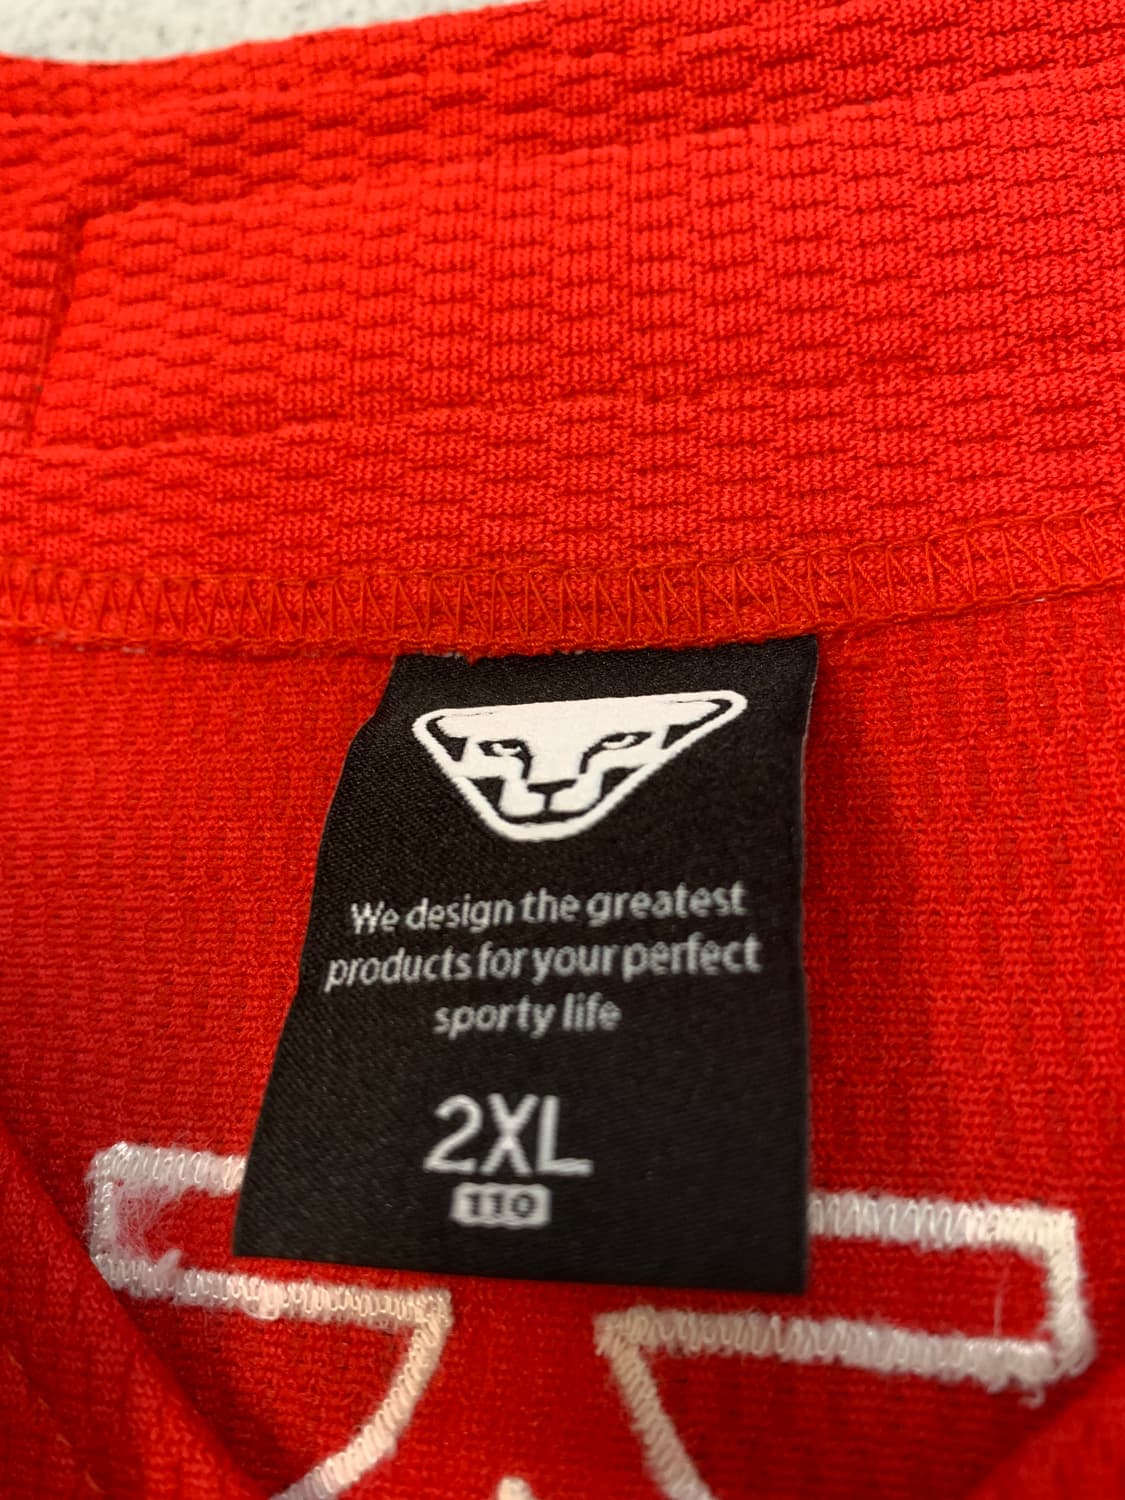 We design the greatest
products for your perfect
sporty life
2XL
110